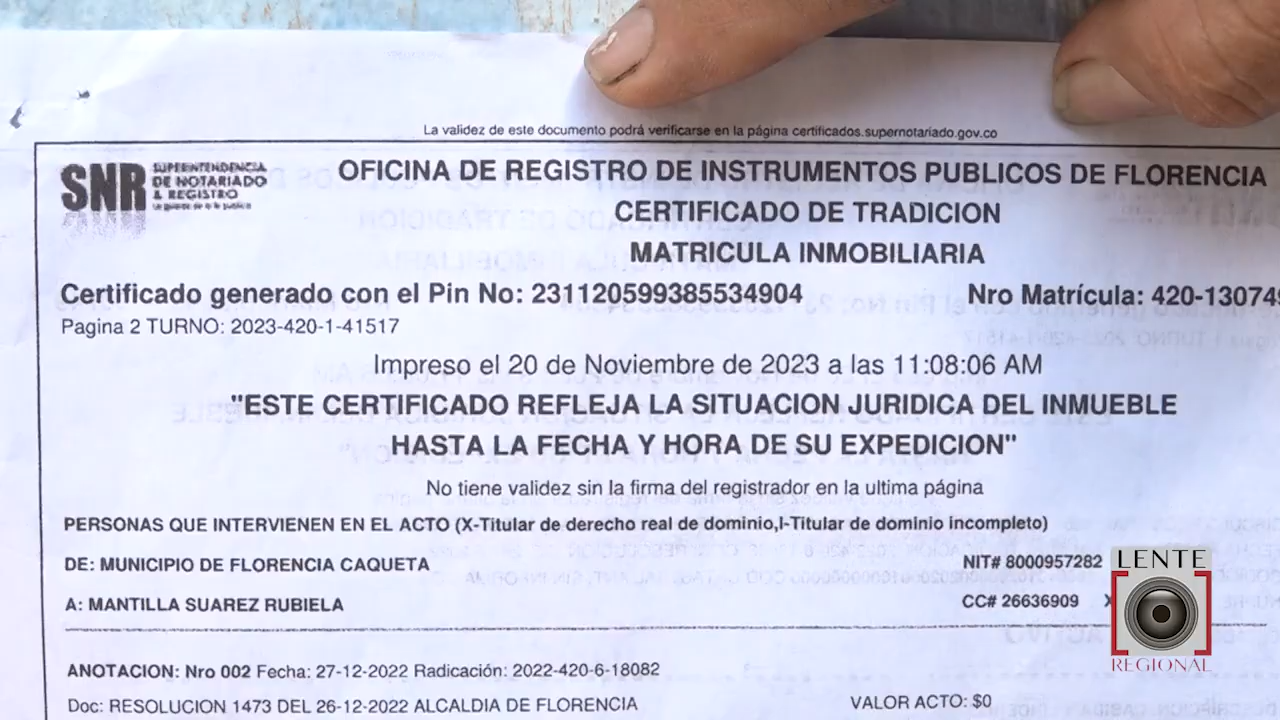 La validez de este documento podrá verificarse en la página certificados.supernotariado.gov.co
SNR SUPERINTENDENCIA DE NOTARIADO & REGISTRO
OFICINA DE REGISTRO DE INSTRUMENTOS PUBLICOS DE FLORENCIA
CERTIFICADO DE TRADICION
MATRICULA INMOBILIARIA
Certificado generado con el Pin No: 231120599385534904 Nro Matrícula: 420-130749
Pagina 2 TURNO: 2023-420-1-41517
Impreso el 20 de Noviembre de 2023 a las 11:08:06 AM
"ESTE CERTIFICADO REFLEJA LA SITUACION JURIDICA DEL INMUEBLE
HASTA LA FECHA Y HORA DE SU EXPEDICION"
No tiene validez sin la firma del registrador en la ultima página
PERSONAS QUE INTERVIENEN EN EL ACTO (X-Titular de derecho real de dominio,I-Titular de dominio incompleto)
DE: MUNICIPIO DE FLORENCIA CAQUETA NIT# 8000957282
A: MANTILLA SUAREZ RUBIELA CC# 26636909 X
ANOTACION: Nro 002 Fecha: 27-12-2022 Radicación: 2022-420-6-18082
Doc: RESOLUCION 1473 DEL 26-12-2022 ALCALDIA DE FLORENCIA VALOR ACTO: $0
LENTE
REGIONAL